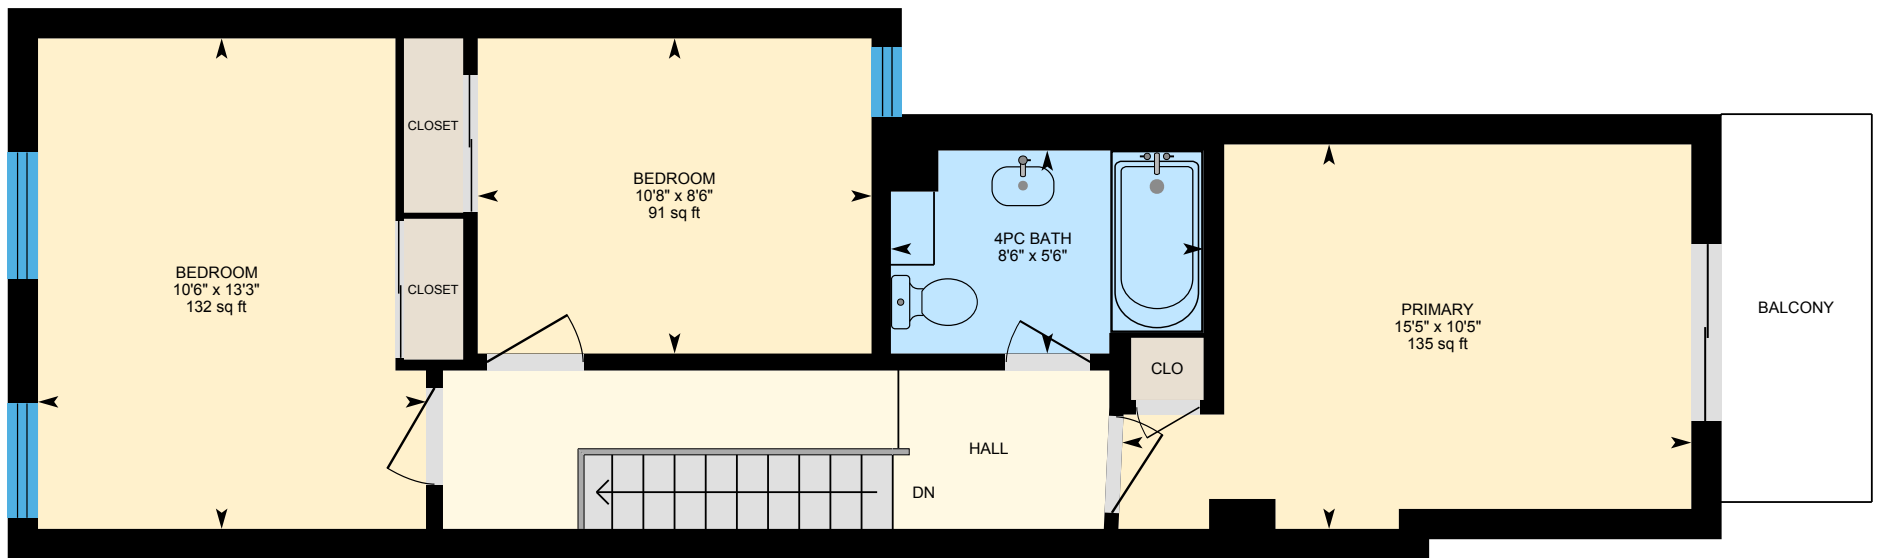 CLOSET
BEDROOM
10'8" x 8'6"
91 sq ft
4PC BATH
8'6" x 5'6"
BEDROOM
10'6" x 13'3"
132 sq ft
CLOSET
PRIMARY
15'5" x 10'5"
135 sq ft
BALCONY
CLO
HALL
DN